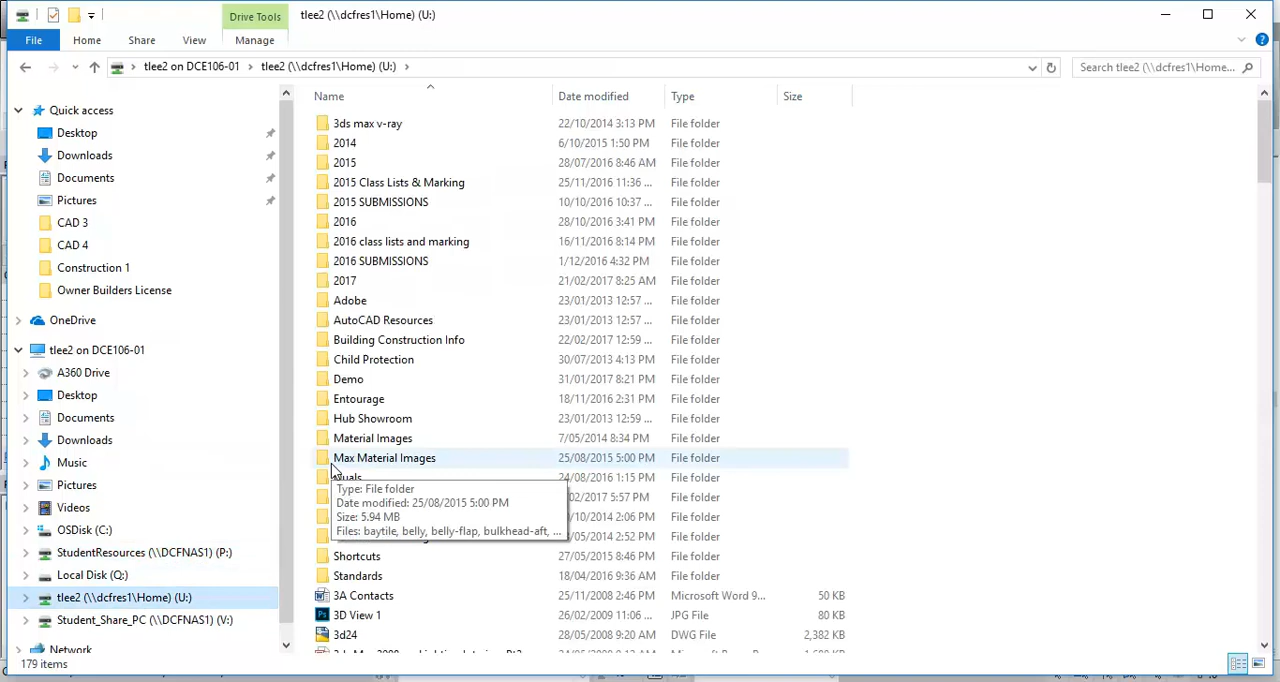 Drive Tools
tlee2 (\\dcfres1\Home) (U:)
File Home Share View Manage
tlee2 on DCE106-01 tlee2 (\\dcfres1\Home) (U:)
Search tlee2 (\\dcfres1\Home...
Quick access
Desktop
Downloads
Documents
Pictures
CAD 3
CAD 4
Construction 1
Owner Builders License
OneDrive
tlee2 on DCE106-01
A360 Drive
Desktop
Documents
Downloads
Music
Pictures
Videos
OSDisk (C:)
StudentResources (\\DCFNAS1) (P:)
Local Disk (Q:)
tlee2 (\\dcfres1\Home) (U:)
Student_Share_PC (\\DCFNAS1) (V:)
Network
Name Date modified Type Size
3ds max v-ray 22/10/2014 3:13 PM File folder
2014 6/10/2015 1:50 PM File folder
2015 28/07/2016 8:46 AM File folder
2015 Class Lists & Marking 25/11/2016 11:36 ... File folder
2015 SUBMISSIONS 10/10/2016 10:37 ... File folder
2016 28/10/2016 3:41 PM File folder
2016 class lists and marking 16/11/2016 8:14 PM File folder
2016 SUBMISSIONS 1/12/2016 4:32 PM File folder
2017 21/02/2017 8:25 AM File folder
Adobe 23/01/2013 12:57 ... File folder
AutoCAD Resources 23/01/2013 12:57 ... File folder
Building Construction Info 22/02/2017 12:59 ... File folder
Child Protection 30/07/2013 4:13 PM File folder
Demo 31/01/2017 8:21 PM File folder
Entourage 18/11/2016 2:31 PM File folder
Hub Showroom 23/01/2013 12:59 ... File folder
Material Images 7/05/2014 8:34 PM File folder
Max Material Images 25/08/2015 5:00 PM File folder
24/08/2016 1:15 PM File folder
02/2017 5:57 PM File folder
/10/2014 2:06 PM File folder
/05/2014 2:52 PM File folder
Type: File folder
Date modified: 25/08/2015 5:00 PM
Size: 5.94 MB
Files: baytile, belly, belly-flap, bulkhead-aft, ...
Shortcuts 27/05/2015 8:46 PM File folder
Standards 18/04/2016 9:36 AM File folder
3A Contacts 25/11/2008 2:46 PM Microsoft Word 9... 50 KB
3D View 1 26/02/2009 11:06 ... JPG File 80 KB
3d24 28/05/2008 9:20 AM DWG File 2,382 KB
179 items